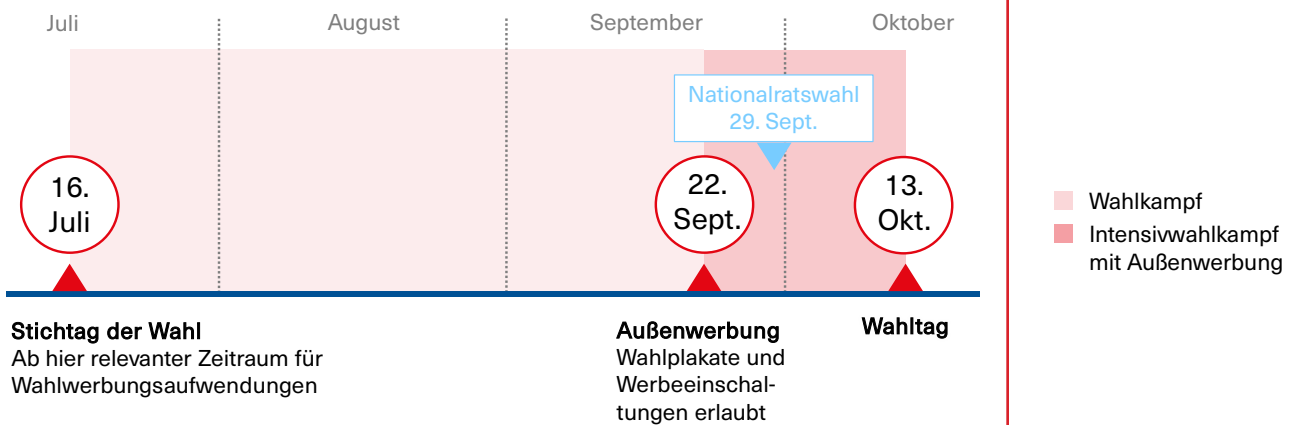 Juli
August
September
Oktober
Nationalratswahl
29. Sept.
16.
Juli
22.
Sept.
13.
Okt.
Wahlkampf
Intensivwahlkampf
mit Außenwerbung
Stichtag der Wahl
Ab hier relevanter Zeitraum für
Wahlwerbungsaufwendungen
Außenwerbung
Wahlplakate und
Werbeeinschal-
tungen erlaubt
Wahltag